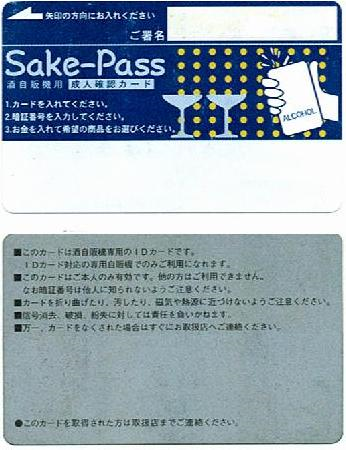 矢印の方向にお入れください
ご署名
Sake-Pass
酒自販機用 成人確認カード
1.カードを入れてください。
2.暗証番号を入力してください。
3.お金を入れて希望の商品をお選びください。
ALCOHOL
■このカードは酒自販機専用のIDカードです。
IDカード対応の専用自販機でのみご利用になれます。
■このカードはご本人のみ有効です。他の方はご利用できません。
なお暗証番号は他人に知られないようご注意ください。
■カードを折り曲げたり、汚したり、磁気や熱源に近づけないようご注意ください。
■信号消去、破損、紛失に対しては責任を負いかねます。
■万一、カードをなくされた場合はすぐにお取扱店へご連絡ください。
●このカードを取得された方は取扱店までご連絡ください。